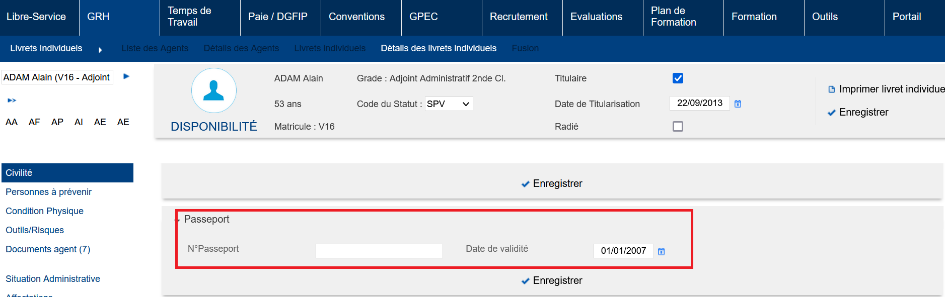 Libre-Service GRH Temps de Travail Paie / DGFIP Conventions GPEC Recrutement Evaluations Plan de Formation Formation Outils Portail
Livrets Individuels Liste des Agents Détails des Agents Livrets Individuels Détails des livrets Individuels Fusion
ADAM Alain (V16 - Adjoint
AA AF AP AI AE AE
ADAM Alain Grade : Adjoint Administratif 2nde Cl. Titulaire
53 ans Code du Statut : SPV Date de Titularisation 22/09/2013
DISPONIBILITÉ Matricule : V16 Radié
Imprimer livret individue
Enregistrer
Civilité
Personnes à prévenir
Condition Physique
Outils/Risques
Documents agent (7)
Situation Administrative
Affectations
Enregistrer
Passeport
N°Passeport Date de validité 01/01/2007
Enregistrer